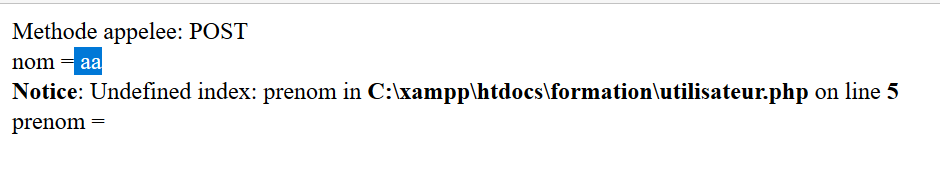 Methode appelee: POST
nom = aa
Notice: Undefined index: prenom in C:\xampp\htdocs\formation\utilisateur.php on line 5
prenom =